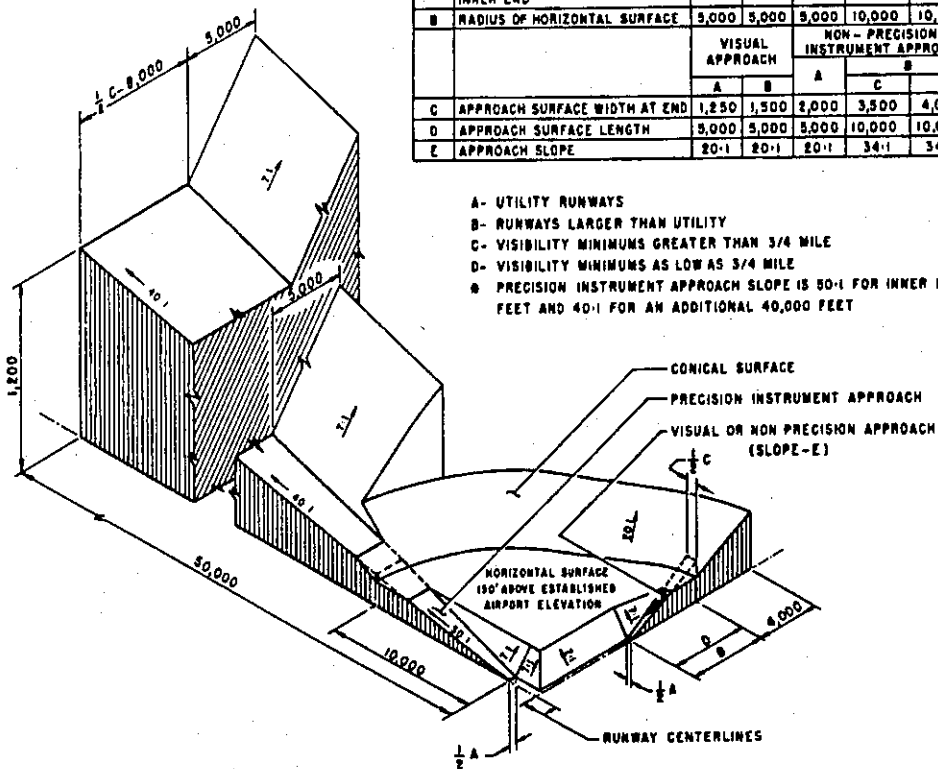 INNER END
B RADIUS OF HORIZONTAL SURFACE 5,000 5,000 5,000 10,000 10,
VISUAL APPROACH
NON-PRECISION INSTRUMENT APPRO
A B A B
C
C APPROACH SURFACE WIDTH AT END 1,250 1,500 2,000 3,500 4,0
D APPROACH SURFACE LENGTH 5,000 5,000 5,000 10,000 10,0
E APPROACH SLOPE 20:1 20:1 20:1 34:1 34
A- UTILITY RUNWAYS
B- RUNWAYS LARGER THAN UTILITY
C- VISIBILITY MINIMUMS GREATER THAN 3/4 MILE
D- VISIBILITY MINIMUMS AS LOW AS 3/4 MILE
PRECISION INSTRUMENT APPROACH SLOPE IS 50:1 FOR INNER
FEET AND 40:1 FOR AN ADDITIONAL 40,000 FEET
5,000
C-8,000
7:1
40:1
5,000
1,200
7:1
40:1
CONICAL SURFACE
PRECISION INSTRUMENT APPROACH
VISUAL OR NON PRECISION APPROACH
(SLOPE-E)
½ C
20:1
50,000
HORIZONTAL SURFACE
150' ABOVE ESTABLISHED
AIRPORT ELEVATION
50:1
7:1
7:1
7:1
7:1
10,000
D
B
4,000
½ A
½ A
RUNWAY CENTERLINES